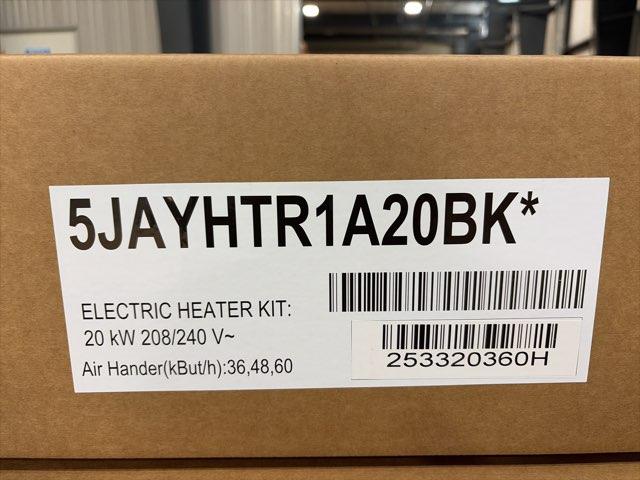 5JAYHTR1A20BK*
ELECTRIC HEATER KIT:
20 kW 208/240 V~
Air Hander(kBut/h):36,48,60
253320360H